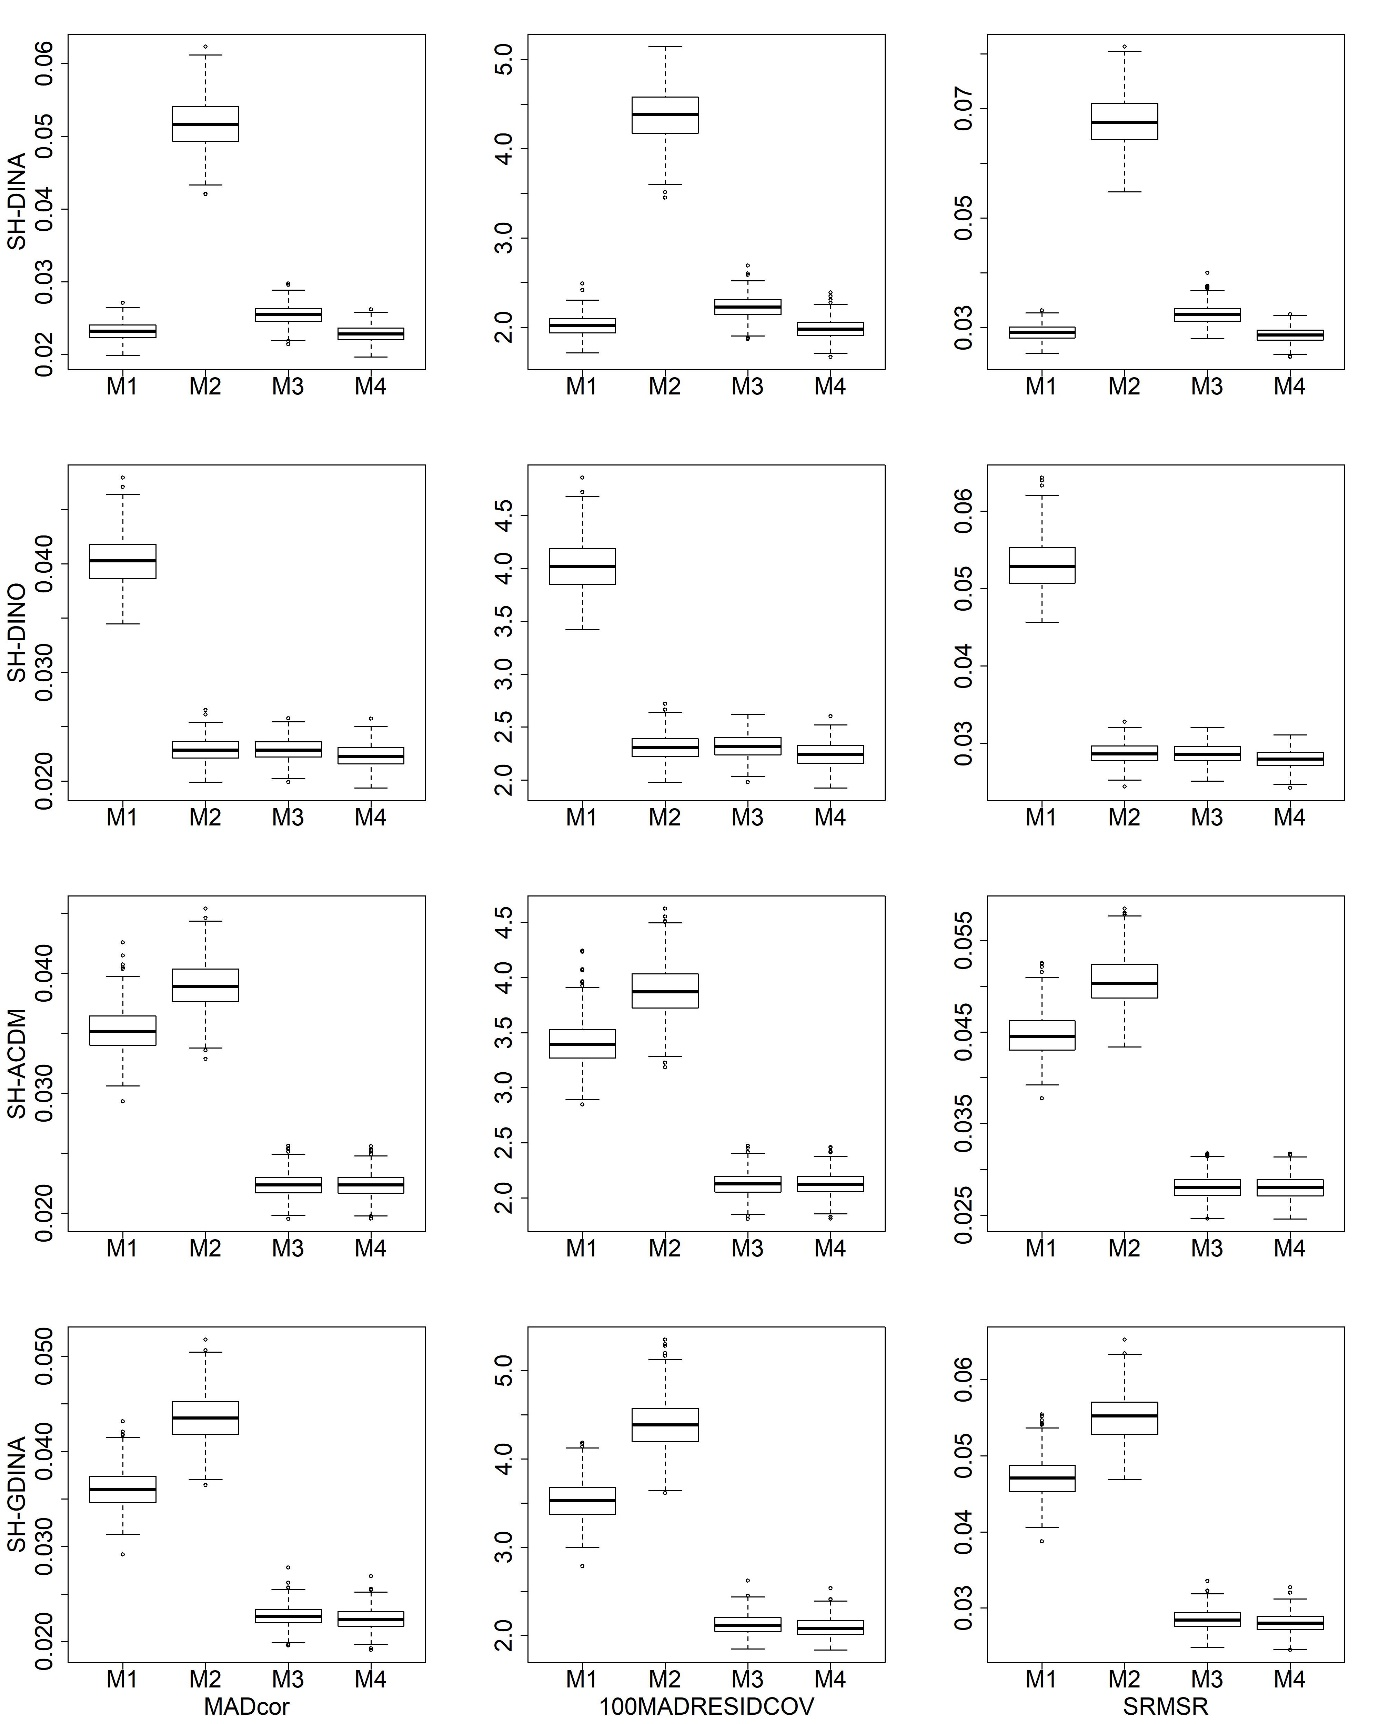 SH-DINA
0.02 0.03 0.04 0.05 0.06
M1 M2 M3 M4
2.0 3.0 4.0 5.0
M1 M2 M3 M4
0.03 0.05 0.07
M1 M2 M3 M4
SH-DINO
0.020 0.030 0.040
M1 M2 M3 M4
2.0 2.5 3.0 3.5 4.0 4.5
M1 M2 M3 M4
0.03 0.04 0.05 0.06
M1 M2 M3 M4
SH-ACDM
0.020 0.030 0.040
M1 M2 M3 M4
2.0 2.5 3.0 3.5 4.0 4.5
M1 M2 M3 M4
0.025 0.035 0.045 0.055
M1 M2 M3 M4
SH-GDINA
0.020 0.030 0.040 0.050
M1 M2 M3 M4
MADcor
2.0 3.0 4.0 5.0
M1 M2 M3 M4
100MADRESIDCOV
0.03 0.04 0.05 0.06
M1 M2 M3 M4
SRMSR